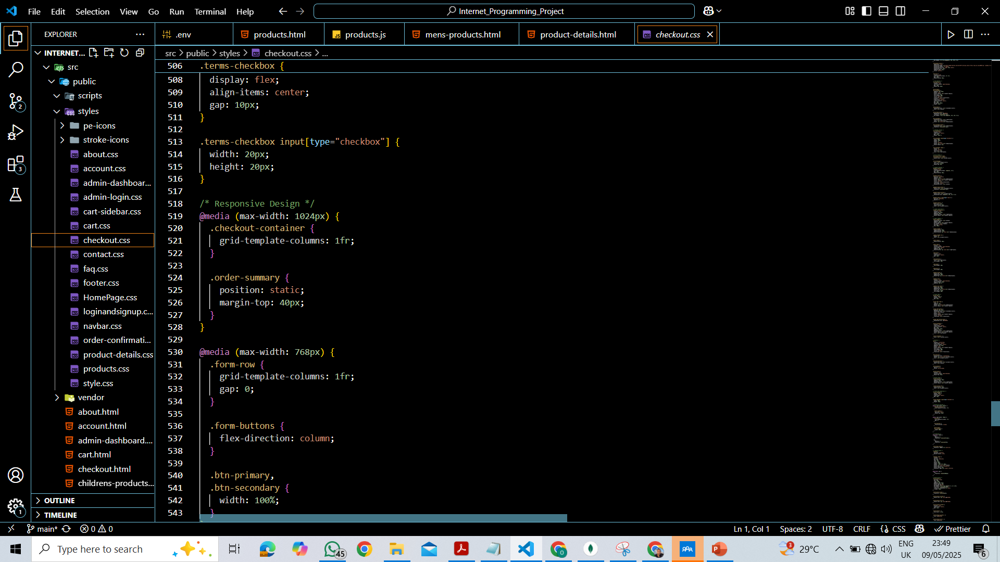 File Edit Selection View Go Run Terminal Help
Internet_Programming_Project
EXPLORER
.env
products.html
products.js
mens-products.html
product-details.html
checkout.css
INTERNET...
src > public > styles > checkout.css > ...
src
public
scripts
styles
pe-icons
stroke-icons
about.css
account.css
admin-dashboar...
admin-login.css
cart-sidebar.css
cart.css
checkout.css
contact.css
faq.css
footer.css
HomePage.css
loginandsignup.c...
navbar.css
order-confirmati...
product-details.css
products.css
style.css
vendor
about.html
account.html
admin-dashboard....
cart.html
checkout.html
childrens-products...
OUTLINE
TIMELINE
2
3
1
506 .terms-checkbox {
508 display: flex;
509 align-items: center;
510 gap: 10px;
511 }
512
513 .terms-checkbox input[type="checkbox"] {
514 width: 20px;
515 height: 20px;
516 }
517
518 /* Responsive Design */
519 @media (max-width: 1024px) {
520 .checkout-container {
521 grid-template-columns: 1fr;
522 }
523
524 .order-summary {
525 position: static;
526 margin-top: 40px;
527 }
528 }
529
530 @media (max-width: 768px) {
531 .form-row {
532 grid-template-columns: 1fr;
533 gap: 0;
534 }
535
536 .form-buttons {
537 flex-direction: column;
538 }
539
540 .btn-primary,
541 .btn-secondary {
542 width: 100%;
543 }
main* 0 0
Ln 1, Col 1 Spaces: 2 UTF-8 CRLF CSS Prettier
Type here to search
45
3
29°C
ENG
UK
23:49
09/05/2025
6